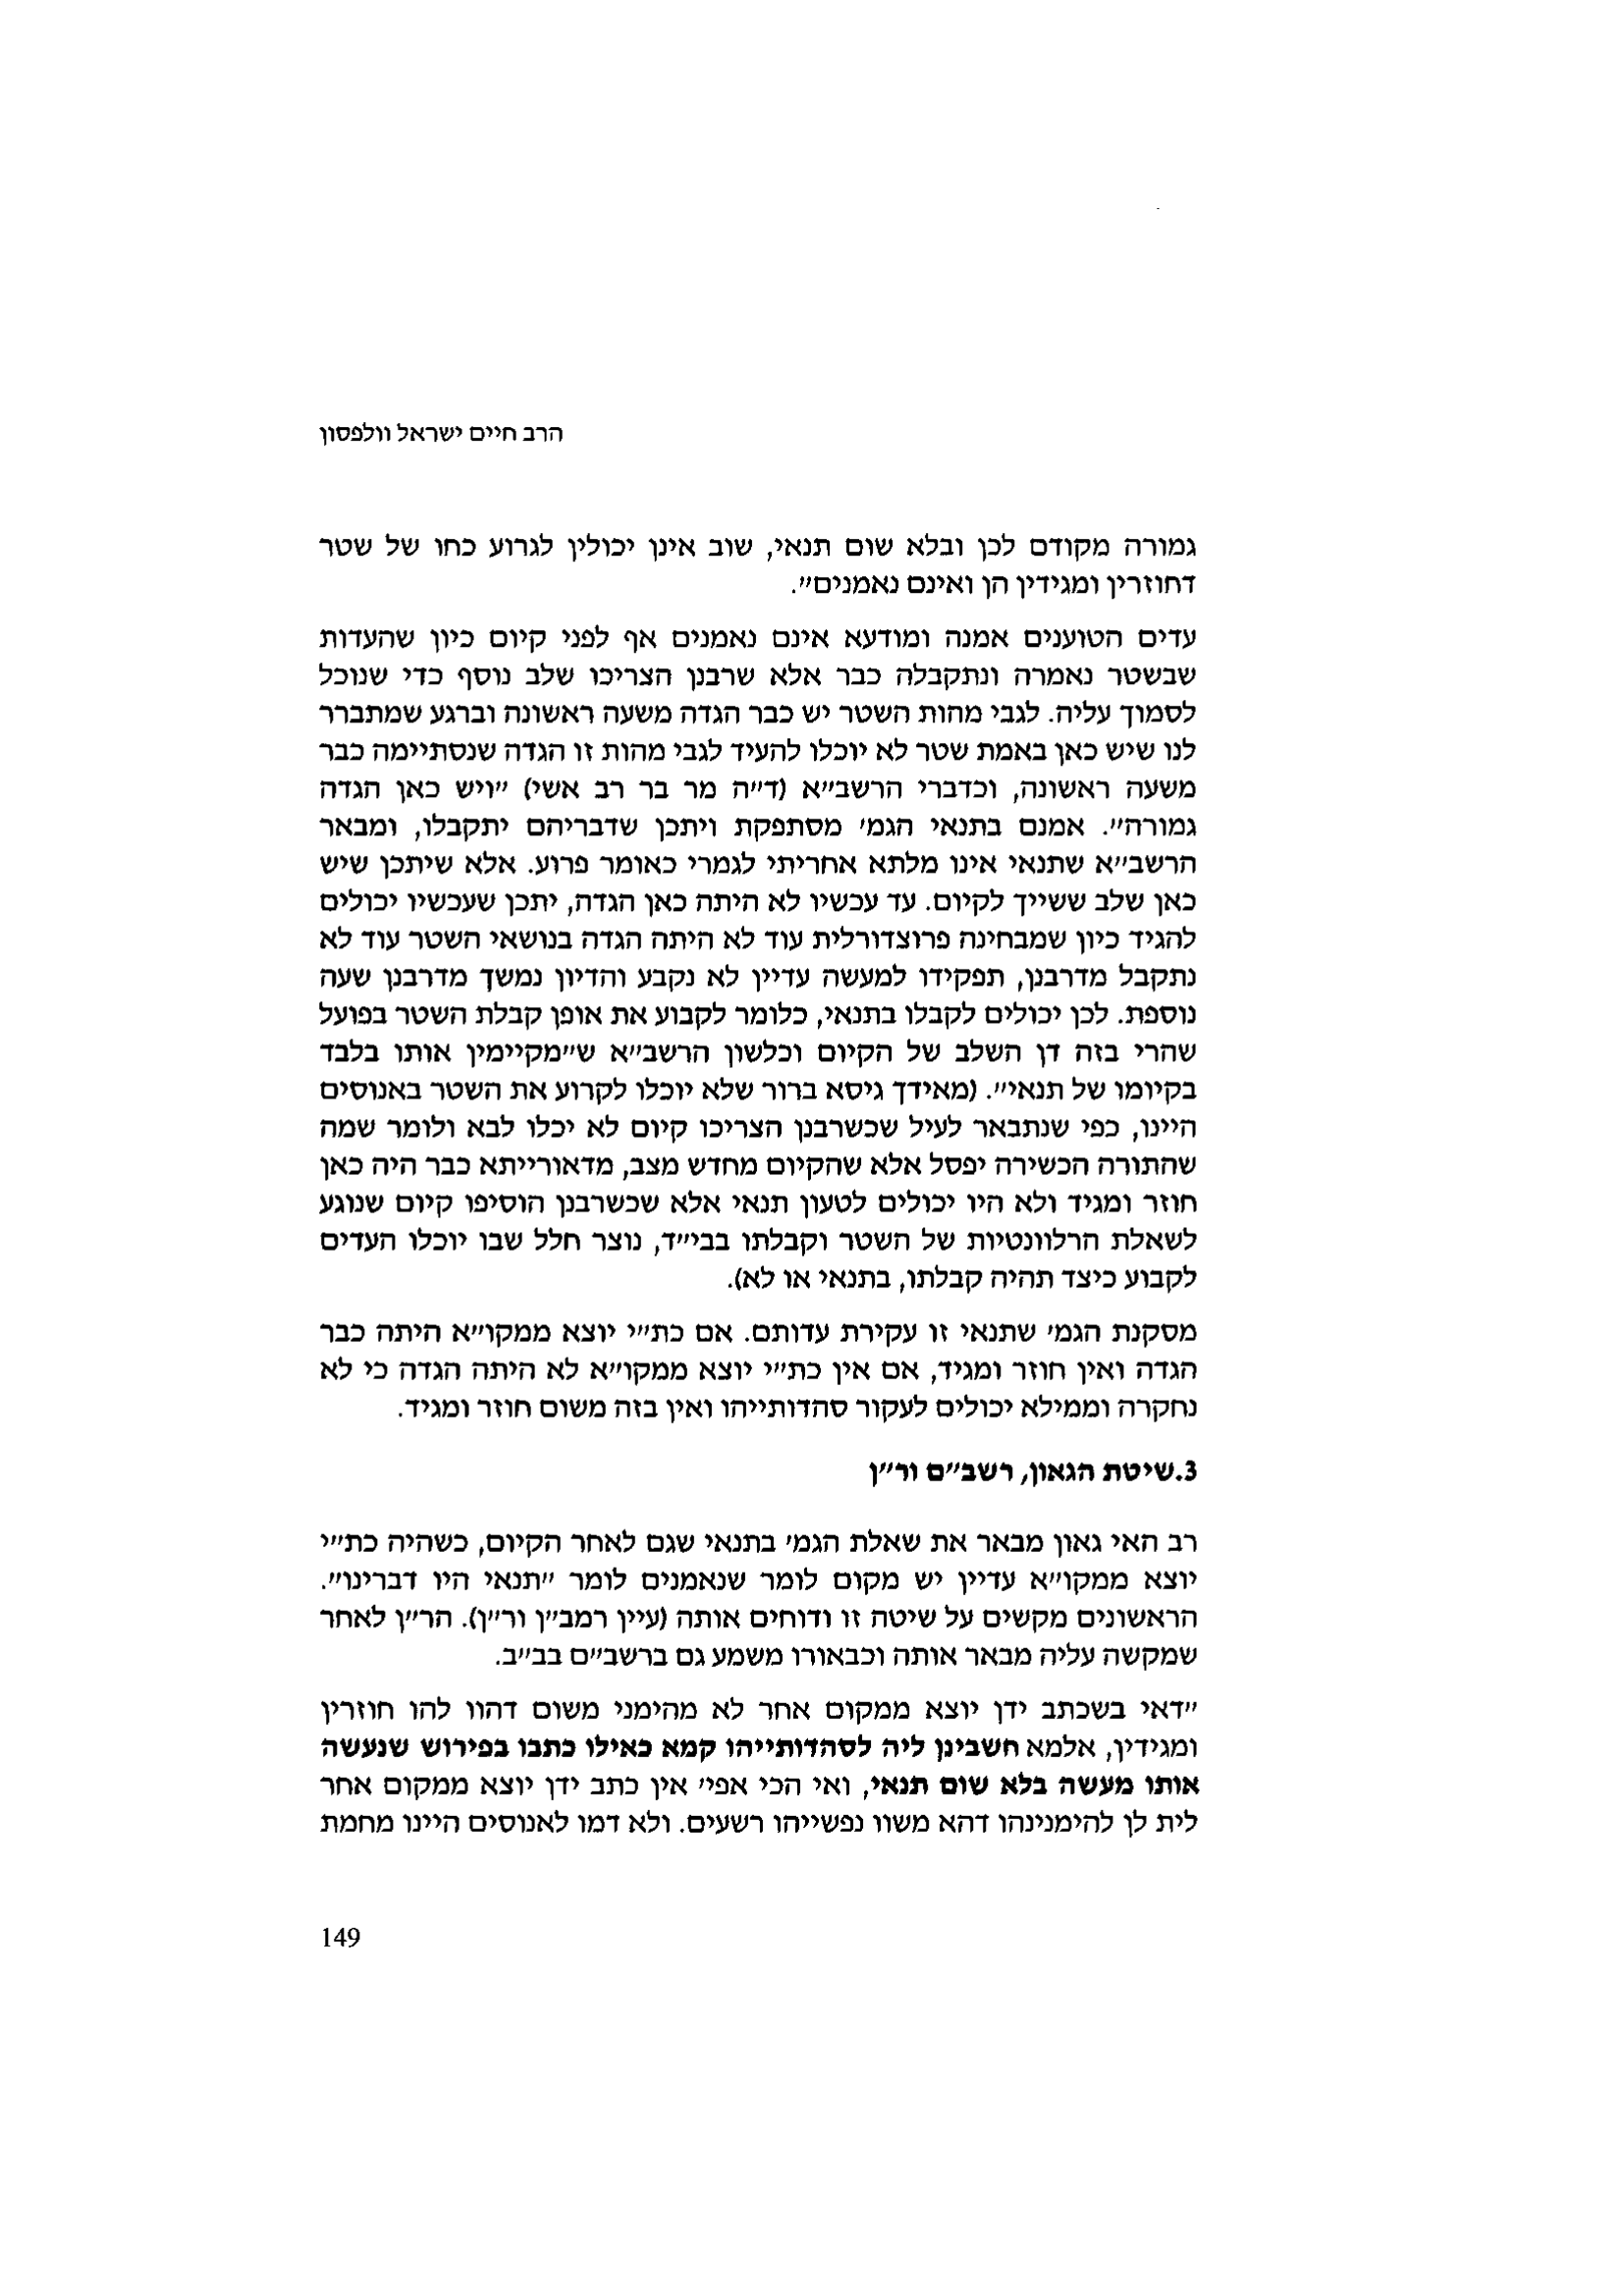 הרב חיים ישראל וולפסון
גמורה מקודם לכן ובלא שום תנאי, שוב אינן יכולין לגרוע כחו של שטר
דחוזרין ומגידין הן ואינם נאמנים״.
עדים הטוענים אמנה ומודעא אינם נאמנים אף לפני קיום כיון שהעדות
שבשטר נאמרה ונתקבלה כבר אלא שרבנן הצריכו שלב נוסף כדי שנוכל
לסמוך עליה. לגבי מחות השטר יש כבר הגדה משעה ראשונה וברגע שמתברר
לנו שיש כאן באמת שטר לא יוכלו להעיד לגבי מהות זו הגדה שנסתיימה כבר
משעה ראשונה, וכדברי הרשב״א (ד״ה מר בר רב אשי) ״ויש כאן הגדה
גמורה״. אמנם בתנאי הגמ׳ מסתפקת ויתכן שדבריהם יתקבלו, ומבאר
הרשב״א שתנאי אינו מלתא אחריתי לגמרי כאומר פרוע. אלא שיתכן שיש
כאן שלב ששייך לקיום. עד עכשיו לא היתה כאן הגדה, יתכן שעכשיו יכולים
להגיד כיון שמבחינה פרוצדורלית עוד לא היתה הגדה בנושאי השטר עוד לא
נתקבל מדרבנן, תפקידו למעשה עדיין לא נקבע והדיון נמשך מדרבנן שעה
נוספת. לכן יכולים לקבלו בתנאי, כלומר לקבוע את אופן קבלת השטר בפועל
שהרי בזה דן השלב של הקיום וכלשון הרשב״א ש״מקיימין אותו בלבד
בקיומו של תנאי״. (מאידך גיסא ברור שלא יוכלו לקרוע את השטר באנוסים
היינו, כפי שנתבאר לעיל שכשרבנן הצריכו קיום לא יכלו לבא ולומר שמה
שהתורה הכשירה יפסל אלא שהקיום מחדש מצב, מדאורייתא כבר היה כאן
חוזר ומגיד ולא היו יכולים לטעון תנאי אלא שכשרבנן הוסיפו קיום שנוגע
לשאלת הרלוונטיות של השטר וקבלתו בבי״ד, נוצר חלל שבו יוכלו העדים
לקבוע כיצד תהיה קבלתו, בתנאי או לא).
מסקנת הגמ׳ שתנאי זו עקירת עדותם. אם כת״י יוצא ממקו״א היתה כבר
הגדה ואין חוזר ומגיד, אם אין כת״י יוצא ממקו״א לא היתה הגדה כי לא
נחקרה וממילא יכולים לעקור סהדותייהו ואין בזה משום חוזר ומגיד.
3.שיטת הגאון, רשב״ם ור״ן
רב האי גאון מבאר את שאלת הגמ׳ בתנאי שגם לאחר הקיום, כשהיה כת״י
יוצא ממקו״א עדיין יש מקום לומר שנאמנים לומר ״תנאי היו דברינו״.
הראשונים מקשים על שיטה זו ודוחים אותה (עיין רמב״ן ור״ן). הר״ן לאחר
שמקשה עליה מבאר אותה וכבאורו משמע גם ברשב״ם בב״ב.
״דאי בשכתב ידן יוצא ממקום אחר לא מהימני משום דהוו להו חוזרין
ומגידין, אלמא חשבינן ליה לסהדותייהו קמא כאילו כתבו בפירוש שנעשה
אותו מעשה בלא שום תנאי, ואי הכי אפי׳ אין כתב ידן יוצא ממקום אחר
לית לן להימנינהו דהא משוו נפשייהו רשעים. ולא דמו לאנוסים היינו מחמת
149